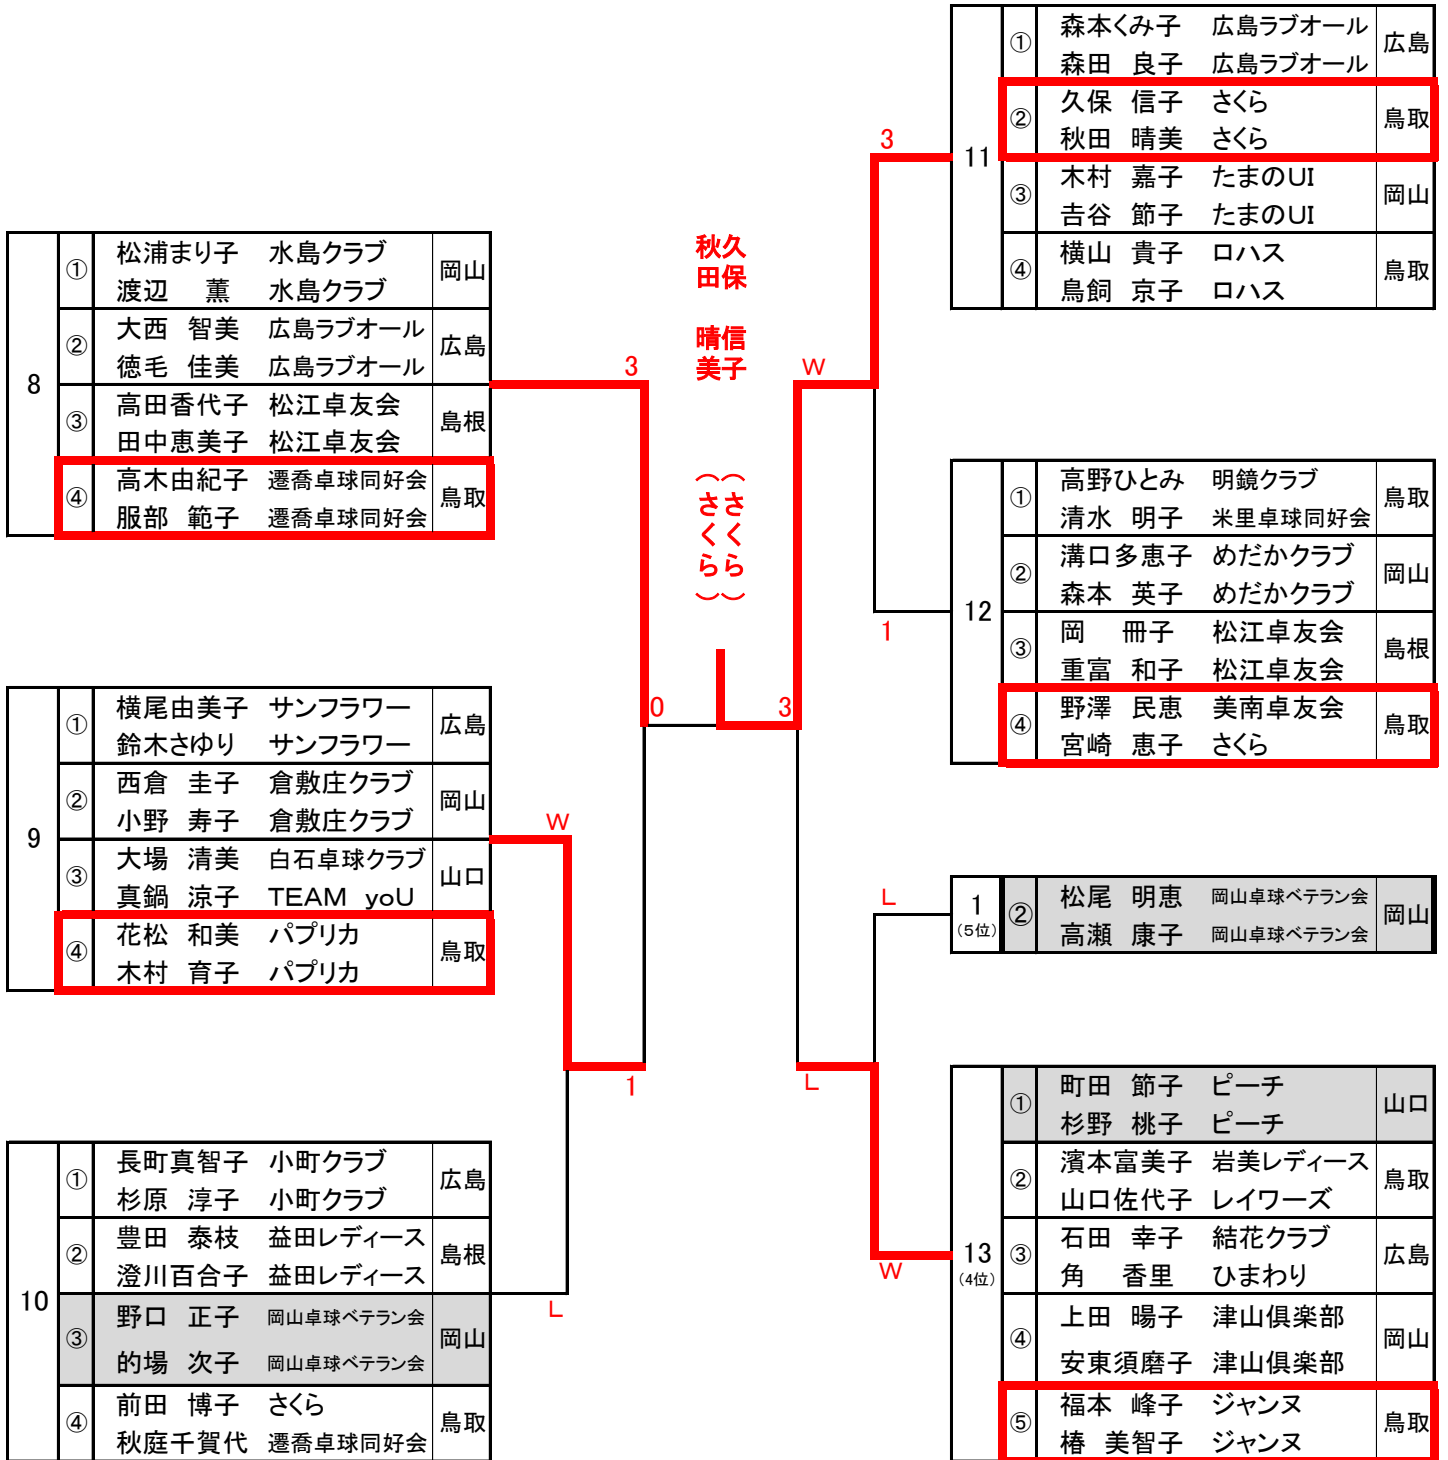 8
① 松浦まり子 水島クラブ 岡山
渡辺 薫 水島クラブ
② 大西 智美 広島ラブオール 広島
徳毛 佳美 広島ラブオール
③ 高田香代子 松江卓友会 島根
田中恵美子 松江卓友会
④ 高木由紀子 遷喬卓球同好会 鳥取
服部 範子 遷喬卓球同好会
9
① 横尾由美子 サンフラワー 広島
鈴木さゆり サンフラワー
② 西倉 圭子 倉敷庄クラブ 岡山
小野 寿子 倉敷庄クラブ
③ 大場 清美 白石卓球クラブ 山口
真鍋 涼子 TEAM yoU
④ 花松 和美 パプリカ 鳥取
木村 育子 パプリカ
10
① 長町真智子 小町クラブ 広島
杉原 淳子 小町クラブ
② 豊田 泰枝 益田レディース 島根
澄川百合子 益田レディース
③ 野口 正子 岡山卓球ベテラン会 岡山
的場 次子 岡山卓球ベテラン会
④ 前田 博子 さくら 鳥取
秋庭千賀代 遷喬卓球同好会
3
W
L
1
0
久保 信子 (さくら)
秋田 晴美 (さくら)
3
W
3
1
L
L
W
11
① 森本くみ子 広島ラブオール 広島
森田 良子 広島ラブオール
② 久保 信子 さくら 鳥取
秋田 晴美 さくら
③ 木村 嘉子 たまのUI 岡山
吉谷 節子 たまのUI
④ 横山 貴子 ロハス 鳥取
鳥飼 京子 ロハス
12
① 高野ひとみ 明鏡クラブ 鳥取
清水 明子 米里卓球同好会
② 溝口多恵子 めだかクラブ 岡山
森本 英子 めだかクラブ
③ 岡 冊子 松江卓友会 島根
重富 和子 松江卓友会
④ 野澤 民恵 美南卓友会 鳥取
宮崎 恵子 さくら
1
(5位)
② 松尾 明恵 岡山卓球ベテラン会 岡山
高瀬 康子 岡山卓球ベテラン会
13
(4位)
① 町田 節子 ピーチ 山口
杉野 桃子 ピーチ
② 濱本富美子 岩美レディース 鳥取
山口佐代子 レイワーズ
③ 石田 幸子 結花クラブ 広島
角 香里 ひまわり
④ 上田 暘子 津山倶楽部 岡山
安東須磨子 津山倶楽部
⑤ 福本 峰子 ジャンヌ 鳥取
椿 美智子 ジャンヌ